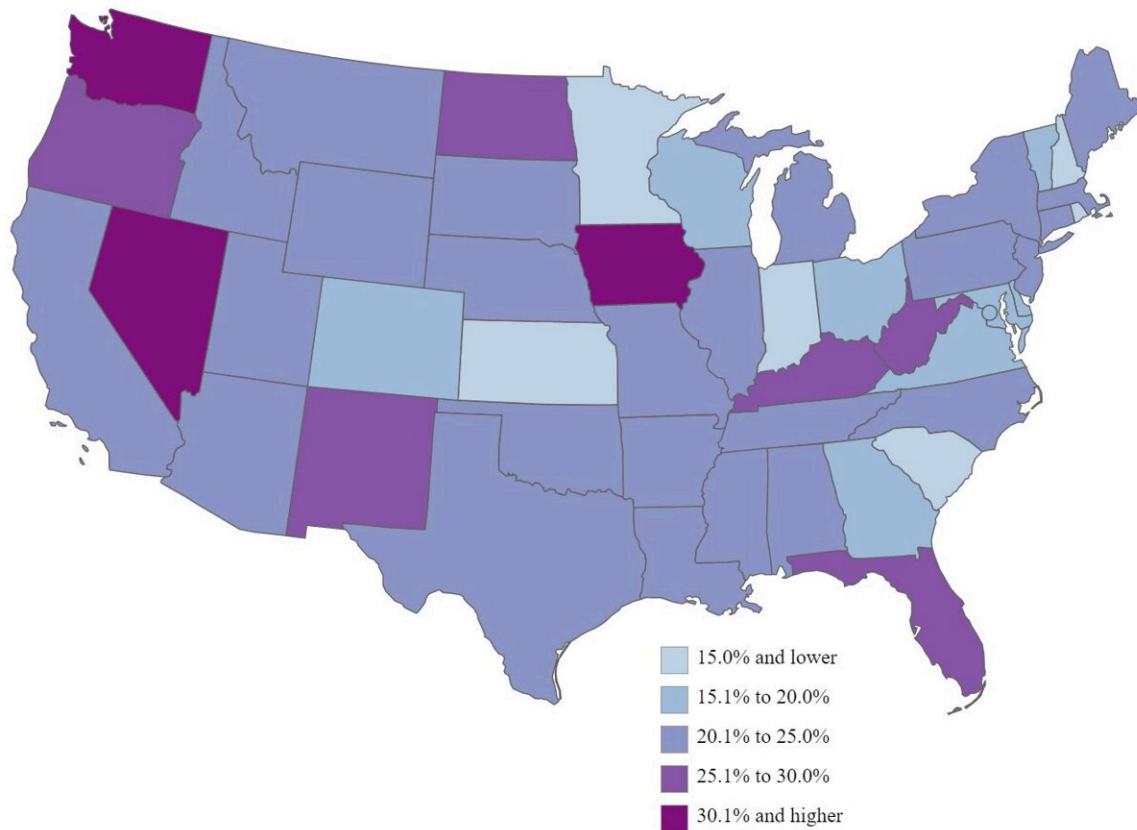 15.0% and lower
15.1% to 20.0%
20.1% to 25.0%
25.1% to 30.0%
30.1% and higher